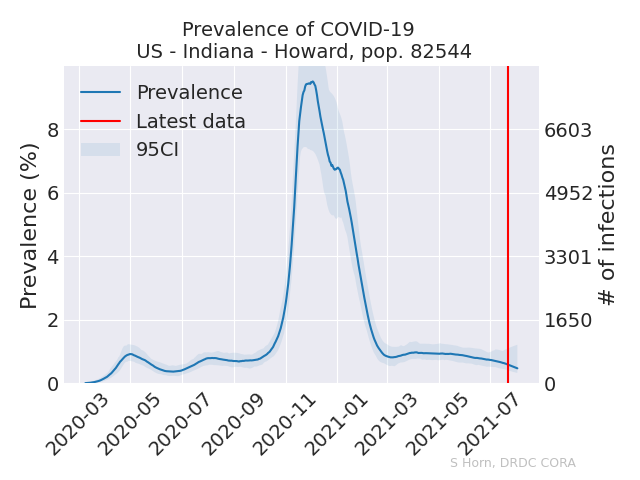 Prevalence of COVID-19
US - Indiana - Howard, pop. 82544
Prevalence
Latest data
95CI
Prevalence (%)
8
6
4
2
0
6603
4952
3301
1650
0
# of infections
2020-03
2020-05
2020-07
2020-09
2020-11
2021-01
2021-03
2021-05
2021-07
S Horn, DRDC CORA